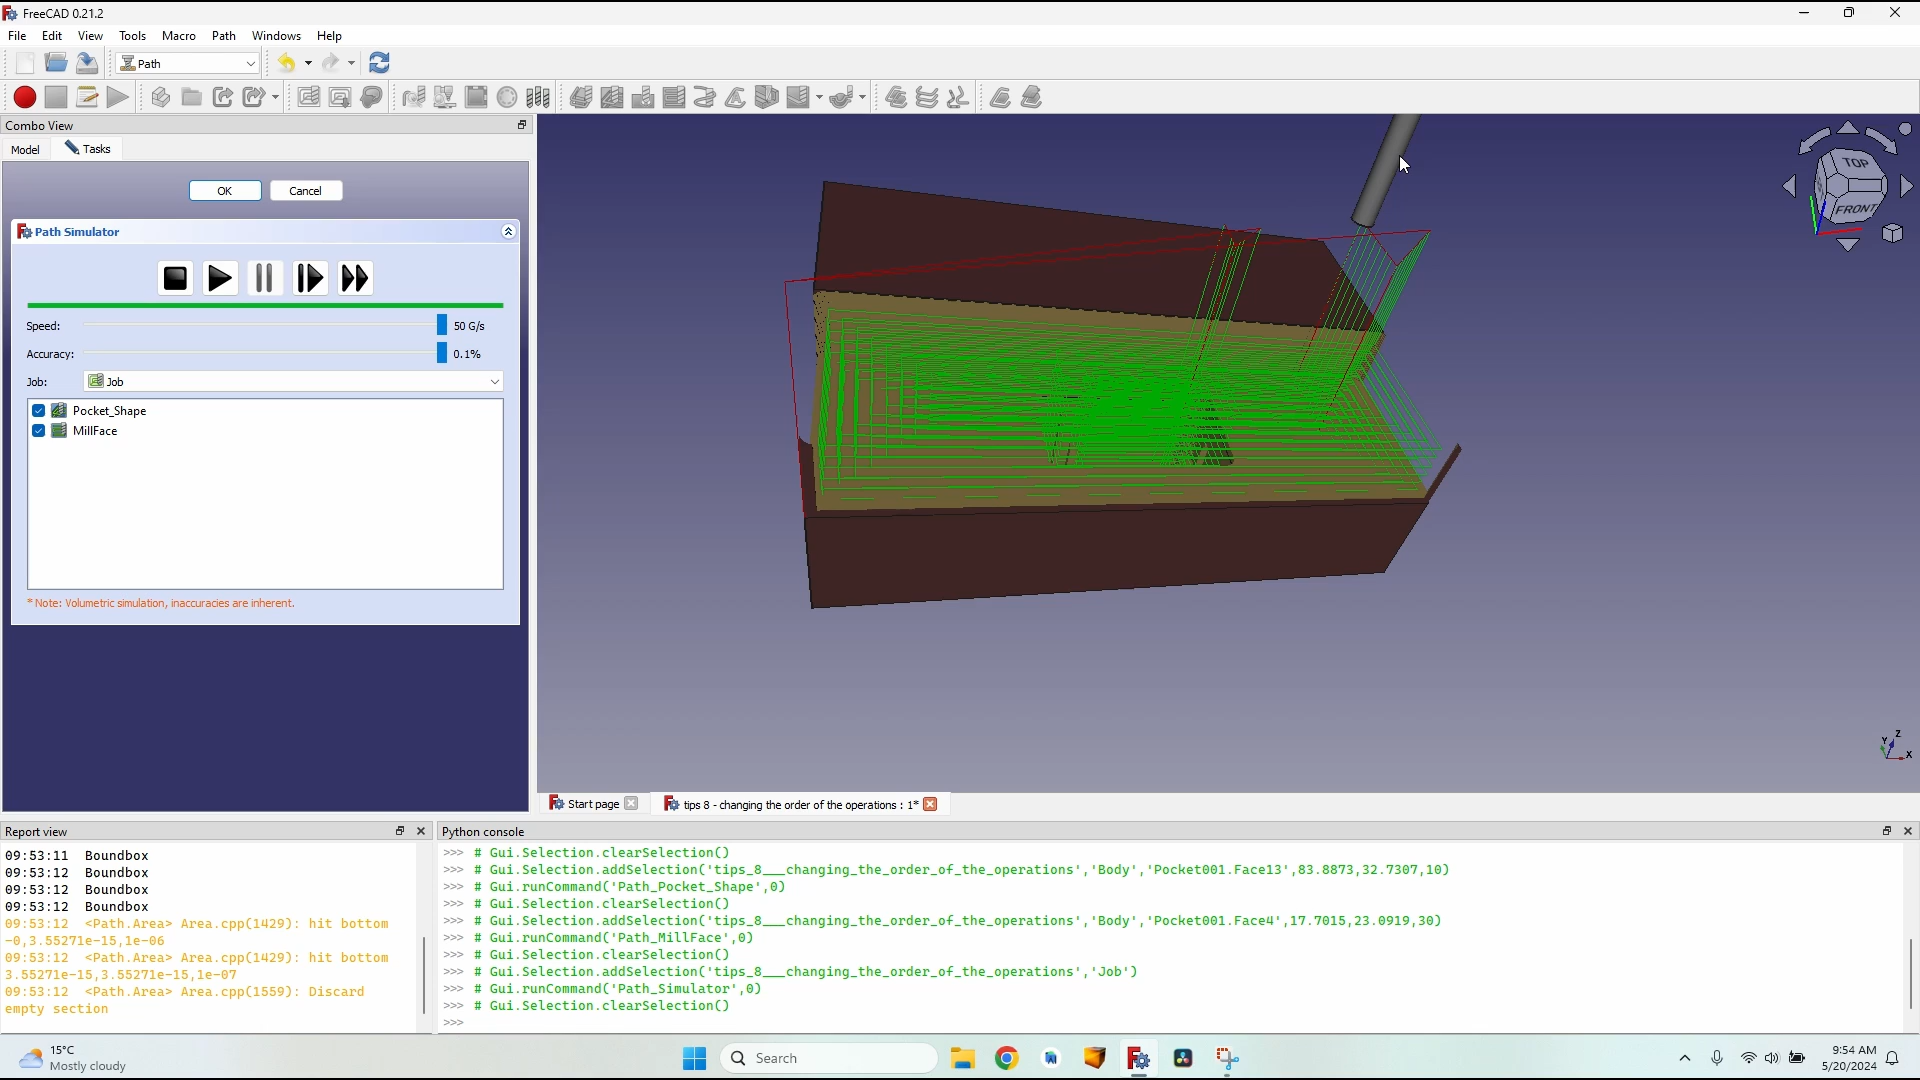 FreeCAD 0.21.2
File Edit View Tools Macro Path Windows Help
Path
Combo View
Model Tasks
OK Cancel
Path Simulator
Speed: 50 G/s
Accuracy: 0.1%
Job: Job
Pocket_Shape
MillFace
* Note: Volumetric simulation, inaccuracies are inherent.
TOP
FRONT
Z
Y
X
Start page
tips 8 - changing the order of the operations : 1*
Report view
09:53:11 Boundbox
09:53:12 Boundbox
09:53:12 Boundbox
09:53:12 Boundbox
09:53:12 <Path.Area> Area.cpp(1429): hit bottom
-0,3.55271e-15,1e-06
09:53:12 <Path.Area> Area.cpp(1429): hit bottom
3.55271e-15,3.55271e-15,1e-07
09:53:12 <Path.Area> Area.cpp(1559): Discard
empty section
Python console
>>> # Gui.Selection.clearSelection()
>>> # Gui.Selection.addSelection('tips_8___changing_the_order_of_the_operations','Body','Pocket001.Face13',83.8873,32.7307,10)
>>> # Gui.runCommand('Path_Pocket_Shape',0)
>>> # Gui.Selection.clearSelection()
>>> # Gui.Selection.addSelection('tips_8___changing_the_order_of_the_operations','Body','Pocket001.Face4',17.7015,23.0919,30)
>>> # Gui.runCommand('Path_MillFace',0)
>>> # Gui.Selection.clearSelection()
>>> # Gui.Selection.addSelection('tips_8___changing_the_order_of_the_operations','Job')
>>> # Gui.runCommand('Path_Simulator',0)
>>> # Gui.Selection.clearSelection()
>>>
15°C
Mostly cloudy
Search
9:54 AM
5/20/2024